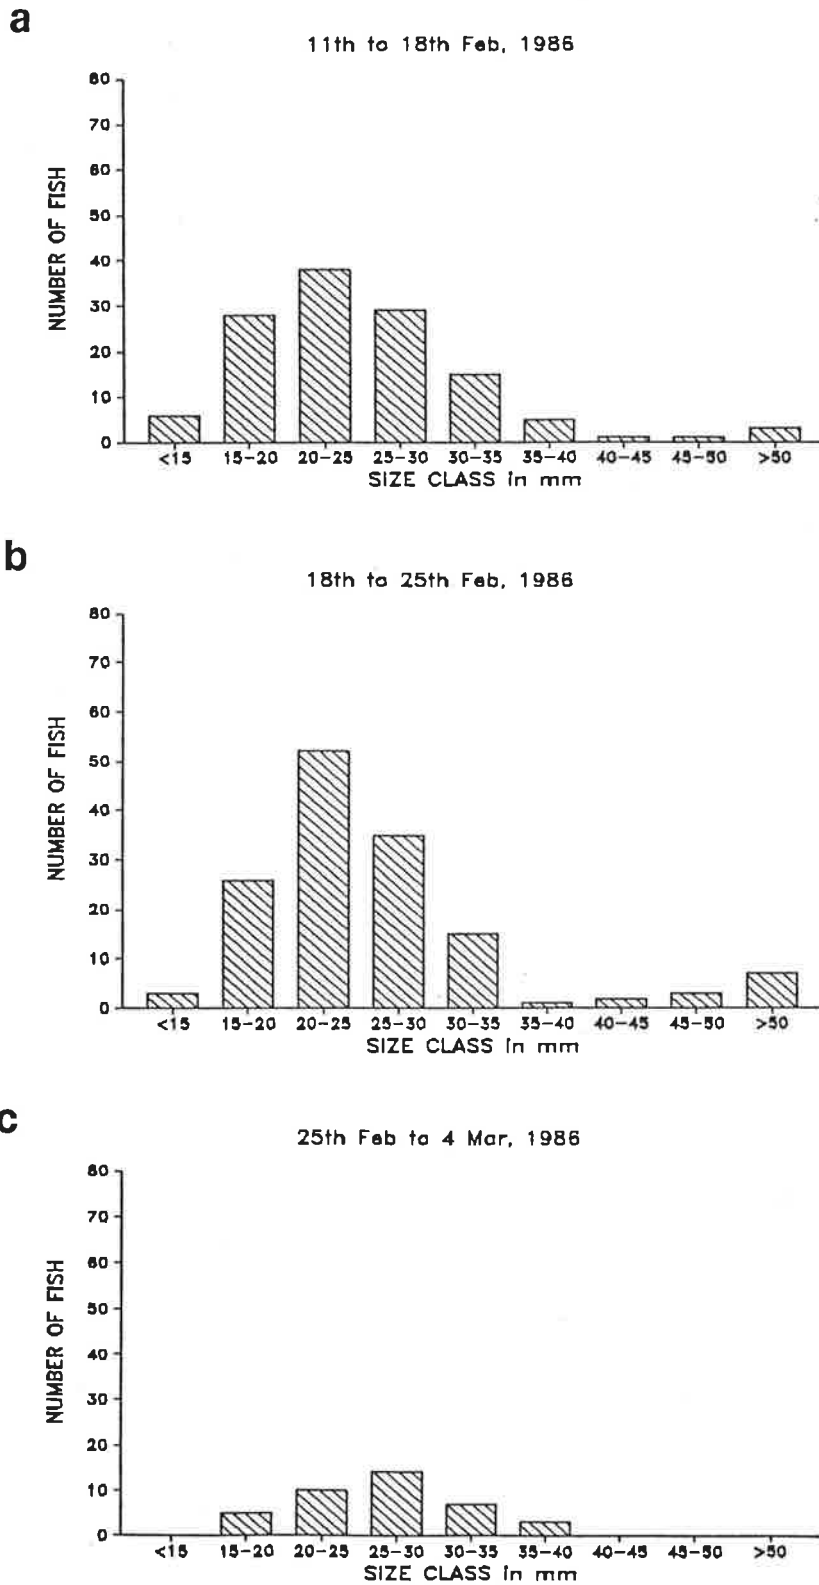 a
11th to 18th Feb, 1986
80
70
60
50
40
30
20
10
0
NUMBER OF FISH
<15 15-20 20-25 25-30 30-35 35-40 40-45 45-50 >50
SIZE CLASS in mm
b
18th to 25th Feb, 1986
80
70
60
50
40
30
20
10
0
NUMBER OF FISH
<15 15-20 20-25 25-30 30-35 35-40 40-45 45-50 >50
SIZE CLASS in mm
c
25th Feb to 4 Mar, 1986
80
70
60
50
40
30
20
10
0
NUMBER OF FISH
<15 15-20 20-25 25-30 30-35 35-40 40-45 45-50 >50
SIZE CLASS in mm